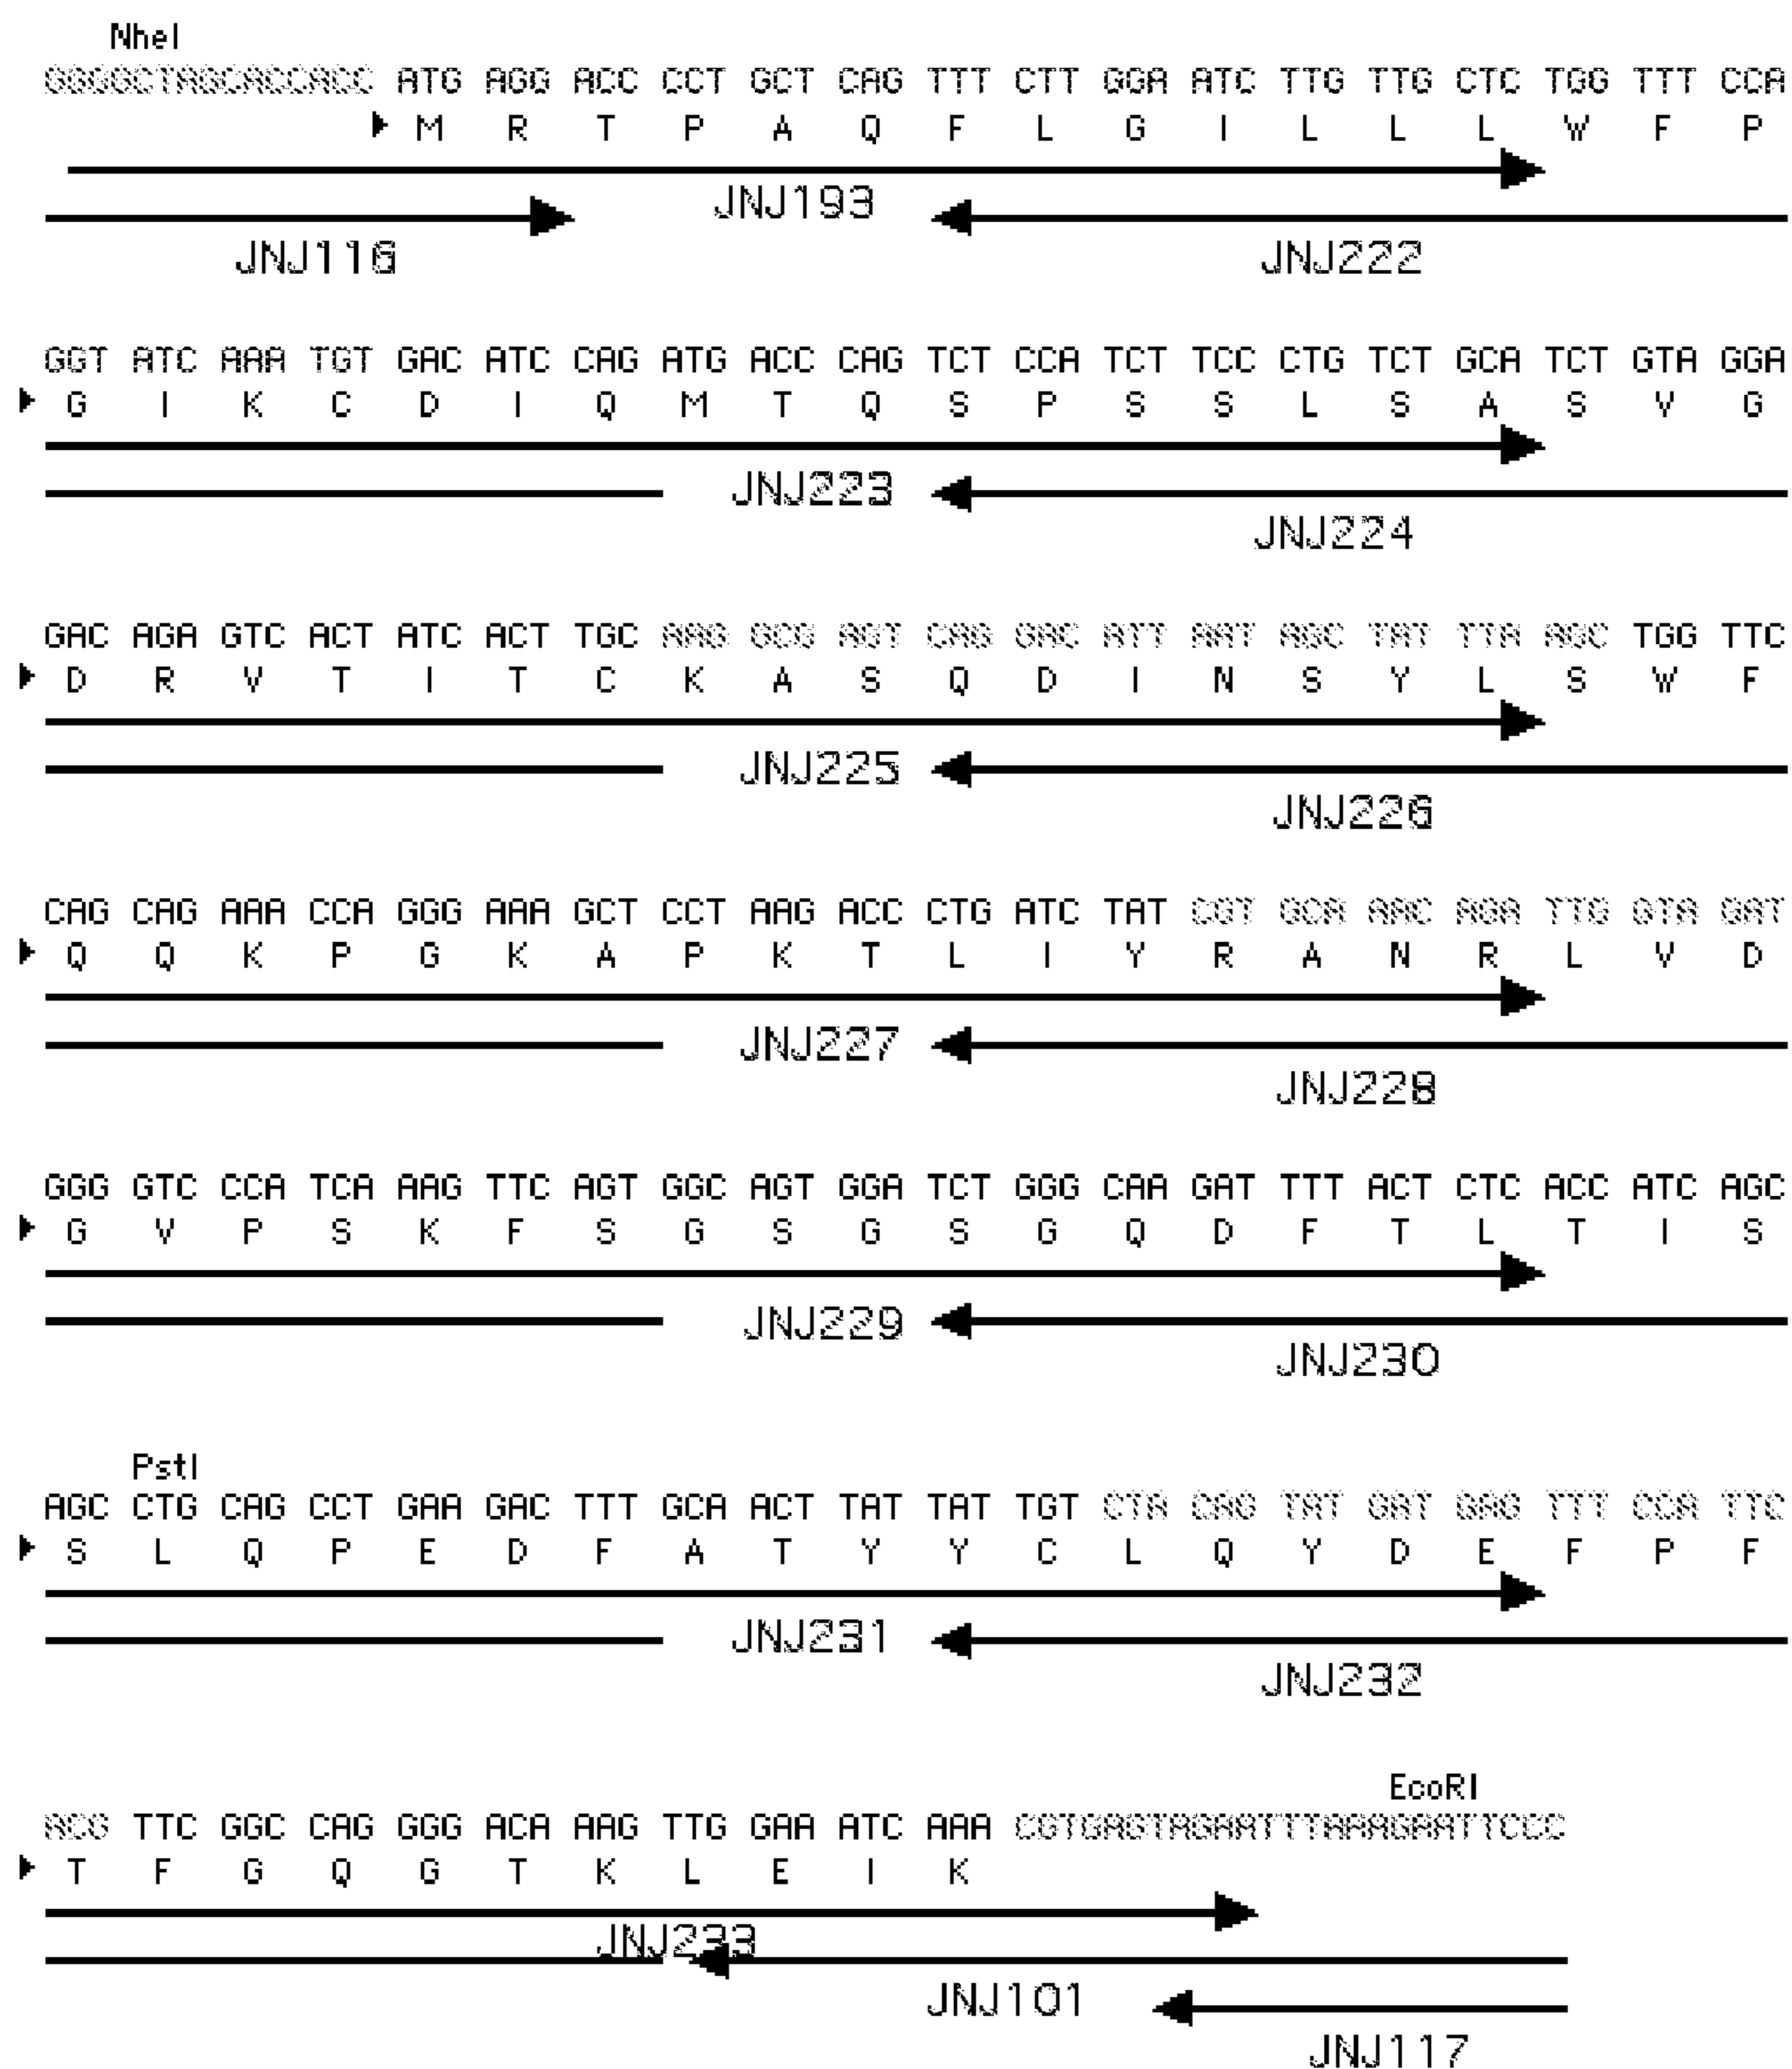 NheI
GGGGCTAGCACCACC ATG AGG ACC CCT GCT CAG TTT CTT GGA ATC TTG TTG CTC TGG TTT CCA
M R T P A Q F L G I L L L W F P
JNJ193
JNJ116 JNJ222
GGT ATC AAA TGT GAC ATC CAG ATG ACC CAG TCT CCA TCT TCC CTG TCT GCA TCT GTA GGA
G I K C D I Q M T Q S P S S L S A S V G
JNJ223
JNJ224
GAC AGA GTC ACT ATC ACT TGC AAG GCG AGT CAG GAC ATT AAT AGC TAT TTA AGC TGG TTC
D R V T I T C K A S Q D I N S Y L S W F
JNJ225
JNJ226
CAG CAG AAA CCA GGG AAA GCT CCT AAG ACC CTG ATC TAT CGT GCA AAC AGA TTG GTA GAT
Q Q K P G K A P K T L I Y R A N R L V D
JNJ227
JNJ228
GGG GTC CCA TCA AAG TTC AGT GGC AGT GGA TCT GGG CAA GAT TTT ACT CTC ACC ATC AGC
G V P S K F S G S G S G Q D F T L T I S
JNJ229
JNJ230
PstI
AGC CTG CAG CCT GAA GAC TTT GCA ACT TAT TAT TGT CTA CAG TAT GAT GAG TTT CCA TTC
S L Q P E D F A T Y Y C L Q Y D E F P F
JNJ231
JNJ232
EcoRI
ACG TTC GGC CAG GGG ACA AAG TTG GAA ATC AAA CGTGAGTAGAATTTAAAGAATTCCC
T F G Q G T K L E I K
JNJ233
JNJ101
JNJ117